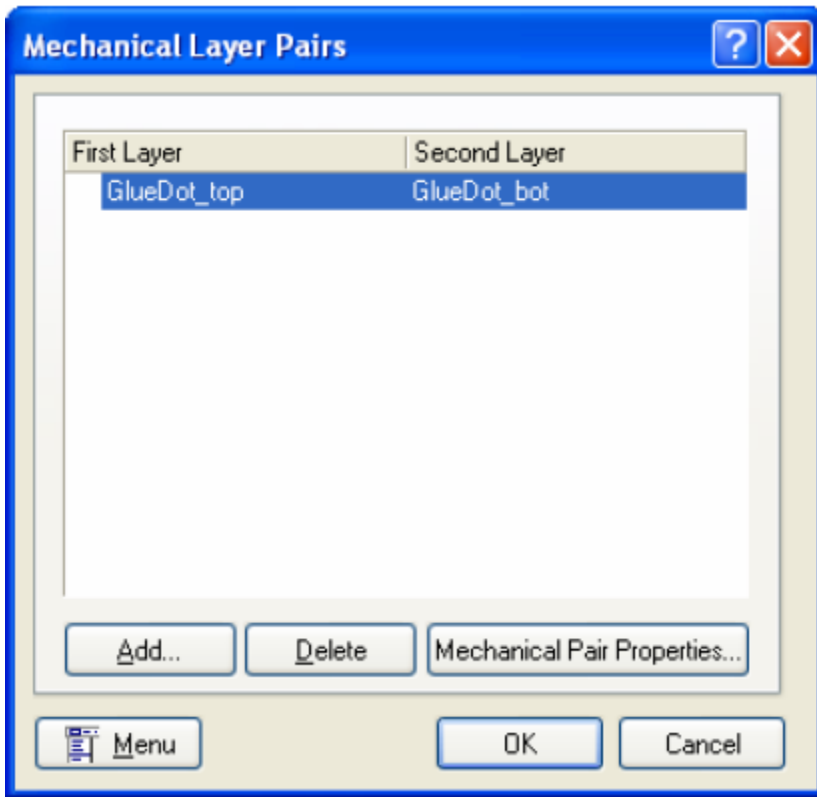 Mechanical Layer Pairs
First Layer Second Layer
GlueDot_top GlueDot_bot
Add... Delete Mechanical Pair Properties...
Menu OK Cancel